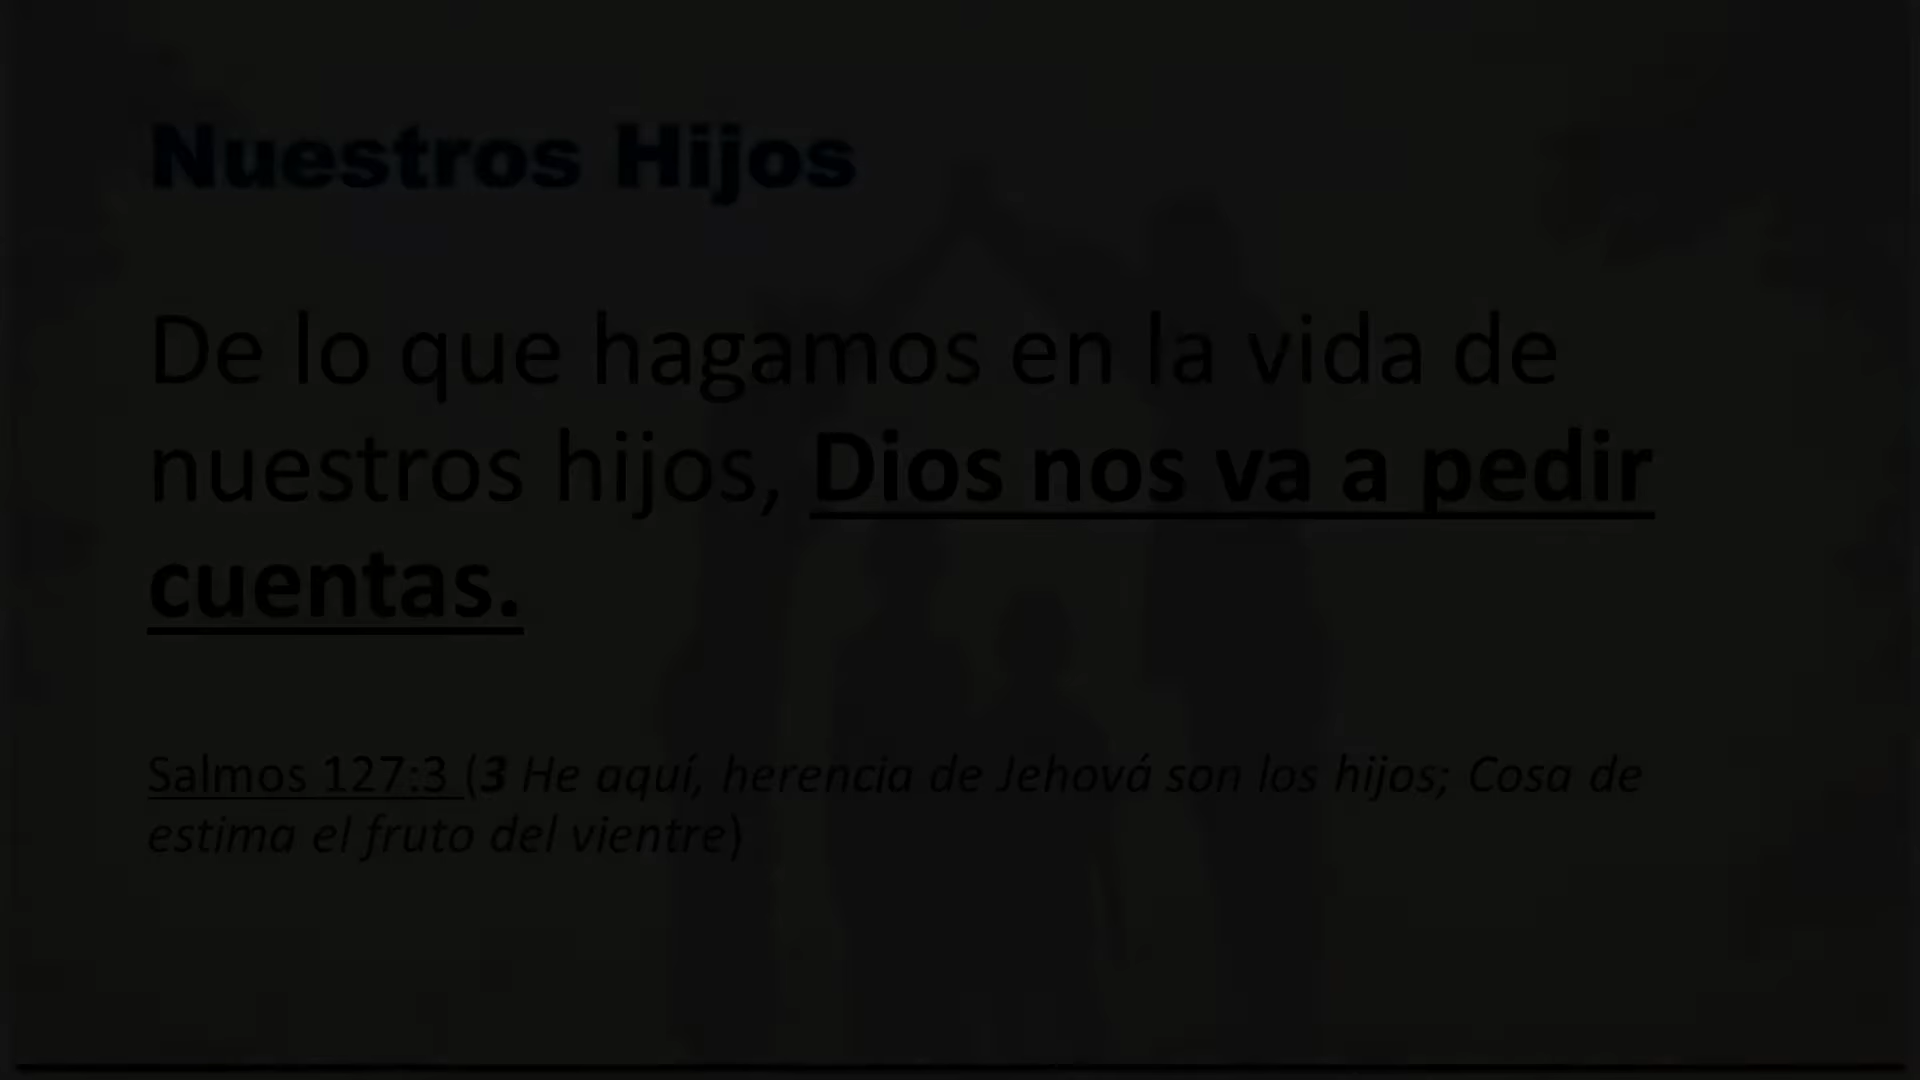 Nuestros Hijos
De lo que hagamos en la vida de
nuestros hijos, Dios nos va a pedir
cuentas.
Salmos 127:3 (3 He aquí, herencia de Jehová son los hijos; Cosa de
estima el fruto del vientre)